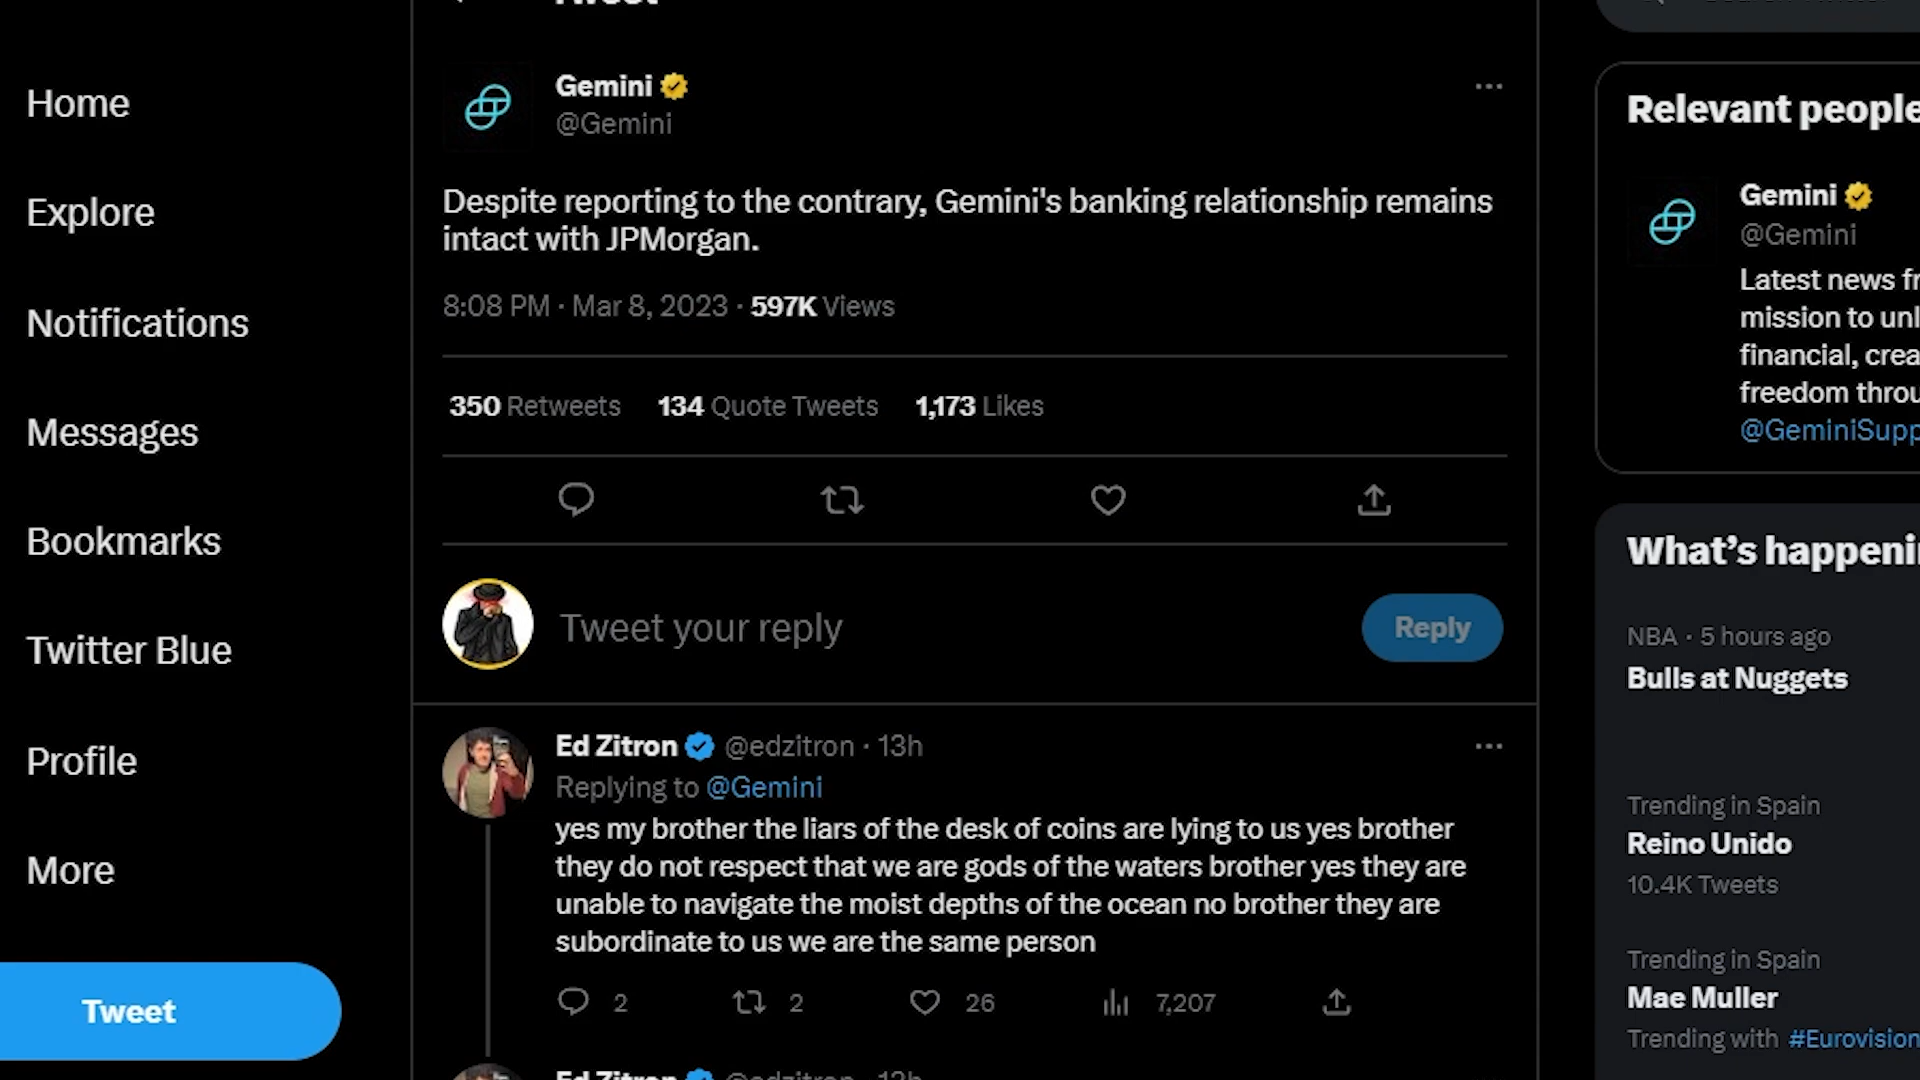 Home
Explore
Notifications
Messages
Bookmarks
Twitter Blue
Profile
More
Tweet
Tweet
Gemini
@Gemini
Despite reporting to the contrary, Gemini's banking relationship remains
intact with JPMorgan.
8:08 PM · Mar 8, 2023 · 597K Views
350 Retweets 134 Quote Tweets 1,173 Likes
Tweet your reply
Reply
Ed Zitron @edzitron · 13h
Replying to @Gemini
yes my brother the liars of the desk of coins are lying to us yes brother
they do not respect that we are gods of the waters brother yes they are
unable to navigate the moist depths of the ocean no brother they are
subordinate to us we are the same person
2 2 26 7,207
Ed Zitron @edzitron · 13h
Relevant people
Gemini
@Gemini
Latest news fr
mission to unl
financial, crea
freedom throu
@GeminiSupp
What's happenin
NBA · 5 hours ago
Bulls at Nuggets
Trending in Spain
Reino Unido
10.4K Tweets
Trending in Spain
Mae Muller
Trending with #Eurovision